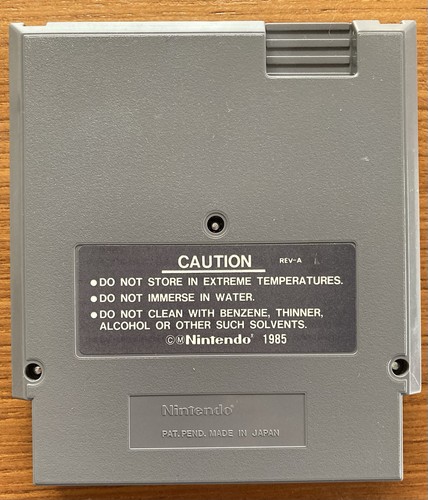 CAUTION REV-A
●DO NOT STORE IN EXTREME TEMPERATURES.
●DO NOT IMMERSE IN WATER.
●DO NOT CLEAN WITH BENZENE, THINNER,
ALCOHOL OR OTHER SUCH SOLVENTS.
©ⓂNintendo® 1985
Nintendo®
PAT. PEND. MADE IN JAPAN